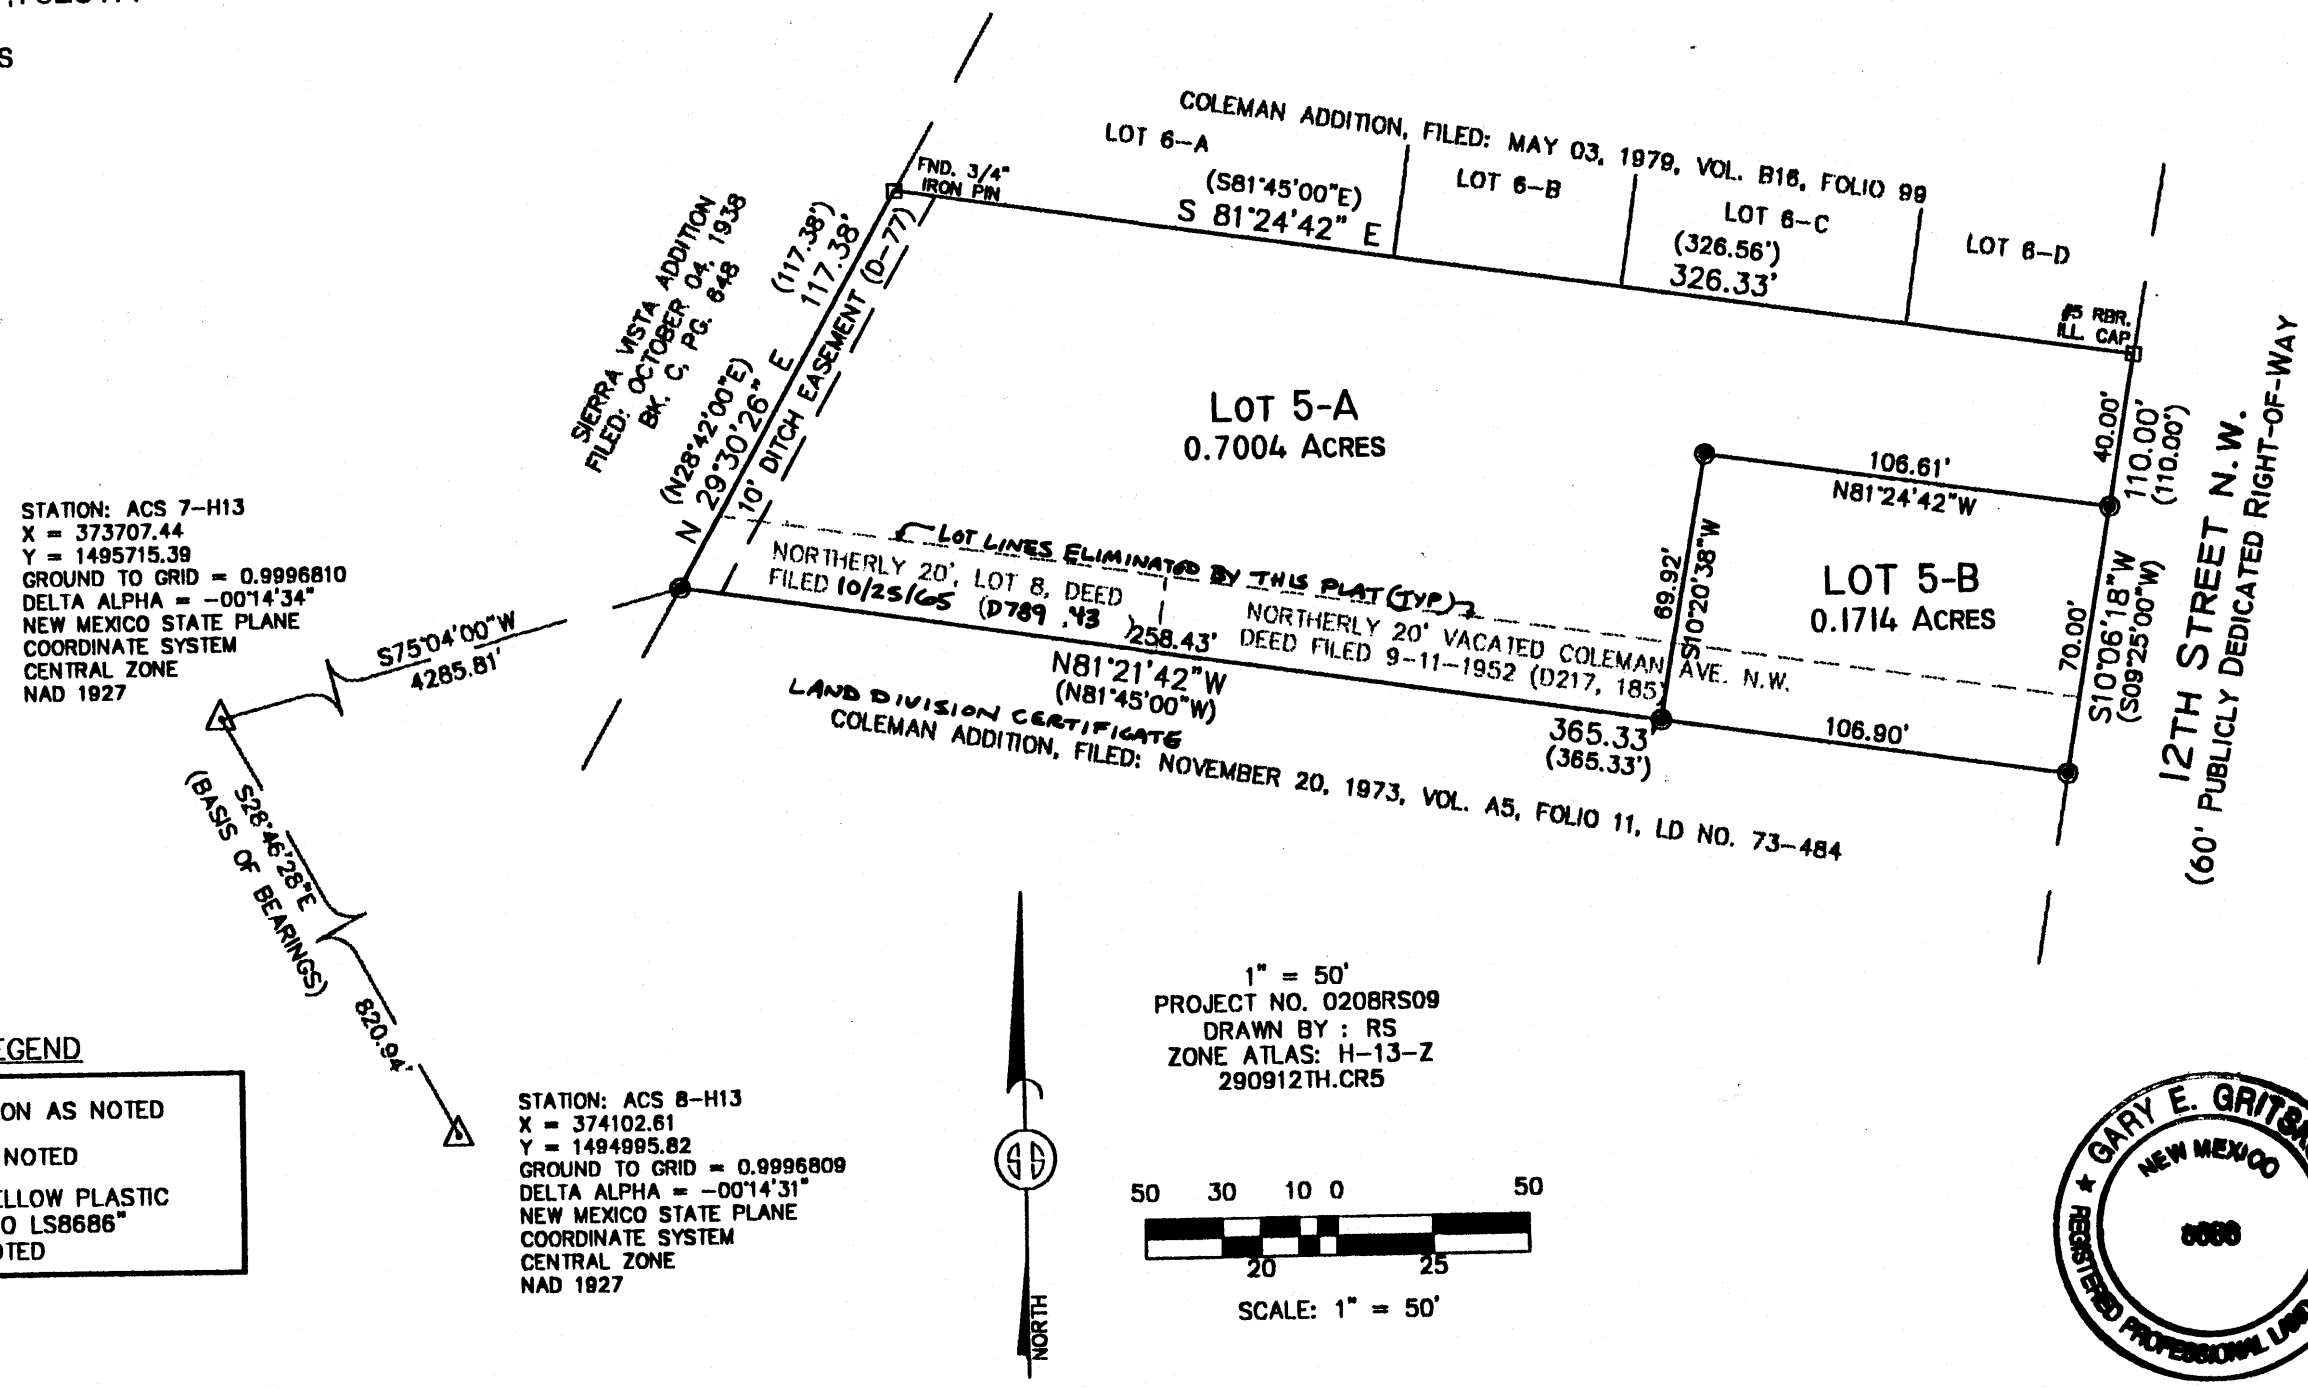 S
COLEMAN ADDITION, FILED: MAY 03, 1979, VOL. B16, FOLIO 99
LOT 6-A
LOT 6-B
LOT 6-C
LOT 6-D
FND. 3/4"
IRON PIN
(S81°45'00"E)
S 81°24'42" E
(326.56')
326.33'
#5 RBR.
ILL. CAP
SIERRA VISTA ADDITION
FILED: OCTOBER 04, 1938
BK. C, PG. 648
(117.38')
117.38'
(N28°42'00"E)
N 29°30'26" E
10' DITCH EASEMENT (D-77)
LOT 5-A
0.7004 ACRES
40.00'
110.00'
(110.00')
106.61'
N81°24'42"W
69.92'
S10°20'38"W
LOT 5-B
0.1714 ACRES
70.00'
S10°06'18"W
(S09°25'00"W)
12TH STREET N.W.
(60' PUBLICLY DEDICATED RIGHT-OF-WAY
LOT LINES ELIMINATED BY THIS PLAT (TYP)
NORTHERLY 20', LOT 8, DEED
FILED 10/25/65 (D789 ,43 )
258.43'
NORTHERLY 20' VACATED COLEMAN AVE. N.W.
DEED FILED 9-11-1952 (D217, 185)
N81°21'42"W
(N81°45'00"W)
365.33'
(365.33')
106.90'
LAND DIVISION CERTIFICATE
COLEMAN ADDITION, FILED: NOVEMBER 20, 1973, VOL. A5, FOLIO 11, LD NO. 73-484
STATION: ACS 7-H13
X = 373707.44
Y = 1495715.39
GROUND TO GRID = 0.9996810
DELTA ALPHA = -00°14'34"
NEW MEXICO STATE PLANE
COORDINATE SYSTEM
CENTRAL ZONE
NAD 1927
S75°04'00"W
4285.81'
S28°46'28"E
(BASIS OF BEARINGS)
820.94'
EGEND
ON AS NOTED
NOTED
ELLOW PLASTIC
O LS8686"
OTED
STATION: ACS 8-H13
X = 374102.61
Y = 1494995.82
GROUND TO GRID = 0.9996809
DELTA ALPHA = -00°14'31"
NEW MEXICO STATE PLANE
COORDINATE SYSTEM
CENTRAL ZONE
NAD 1927
NORTH
1" = 50'
PROJECT NO. 0208RS09
DRAWN BY : RS
ZONE ATLAS: H-13-Z
290912TH.CR5
50 30 10 0 50
20 25
SCALE: 1" = 50'
GARY E.
NEW MEXICO
REGISTERED PROFESSIONAL LAND